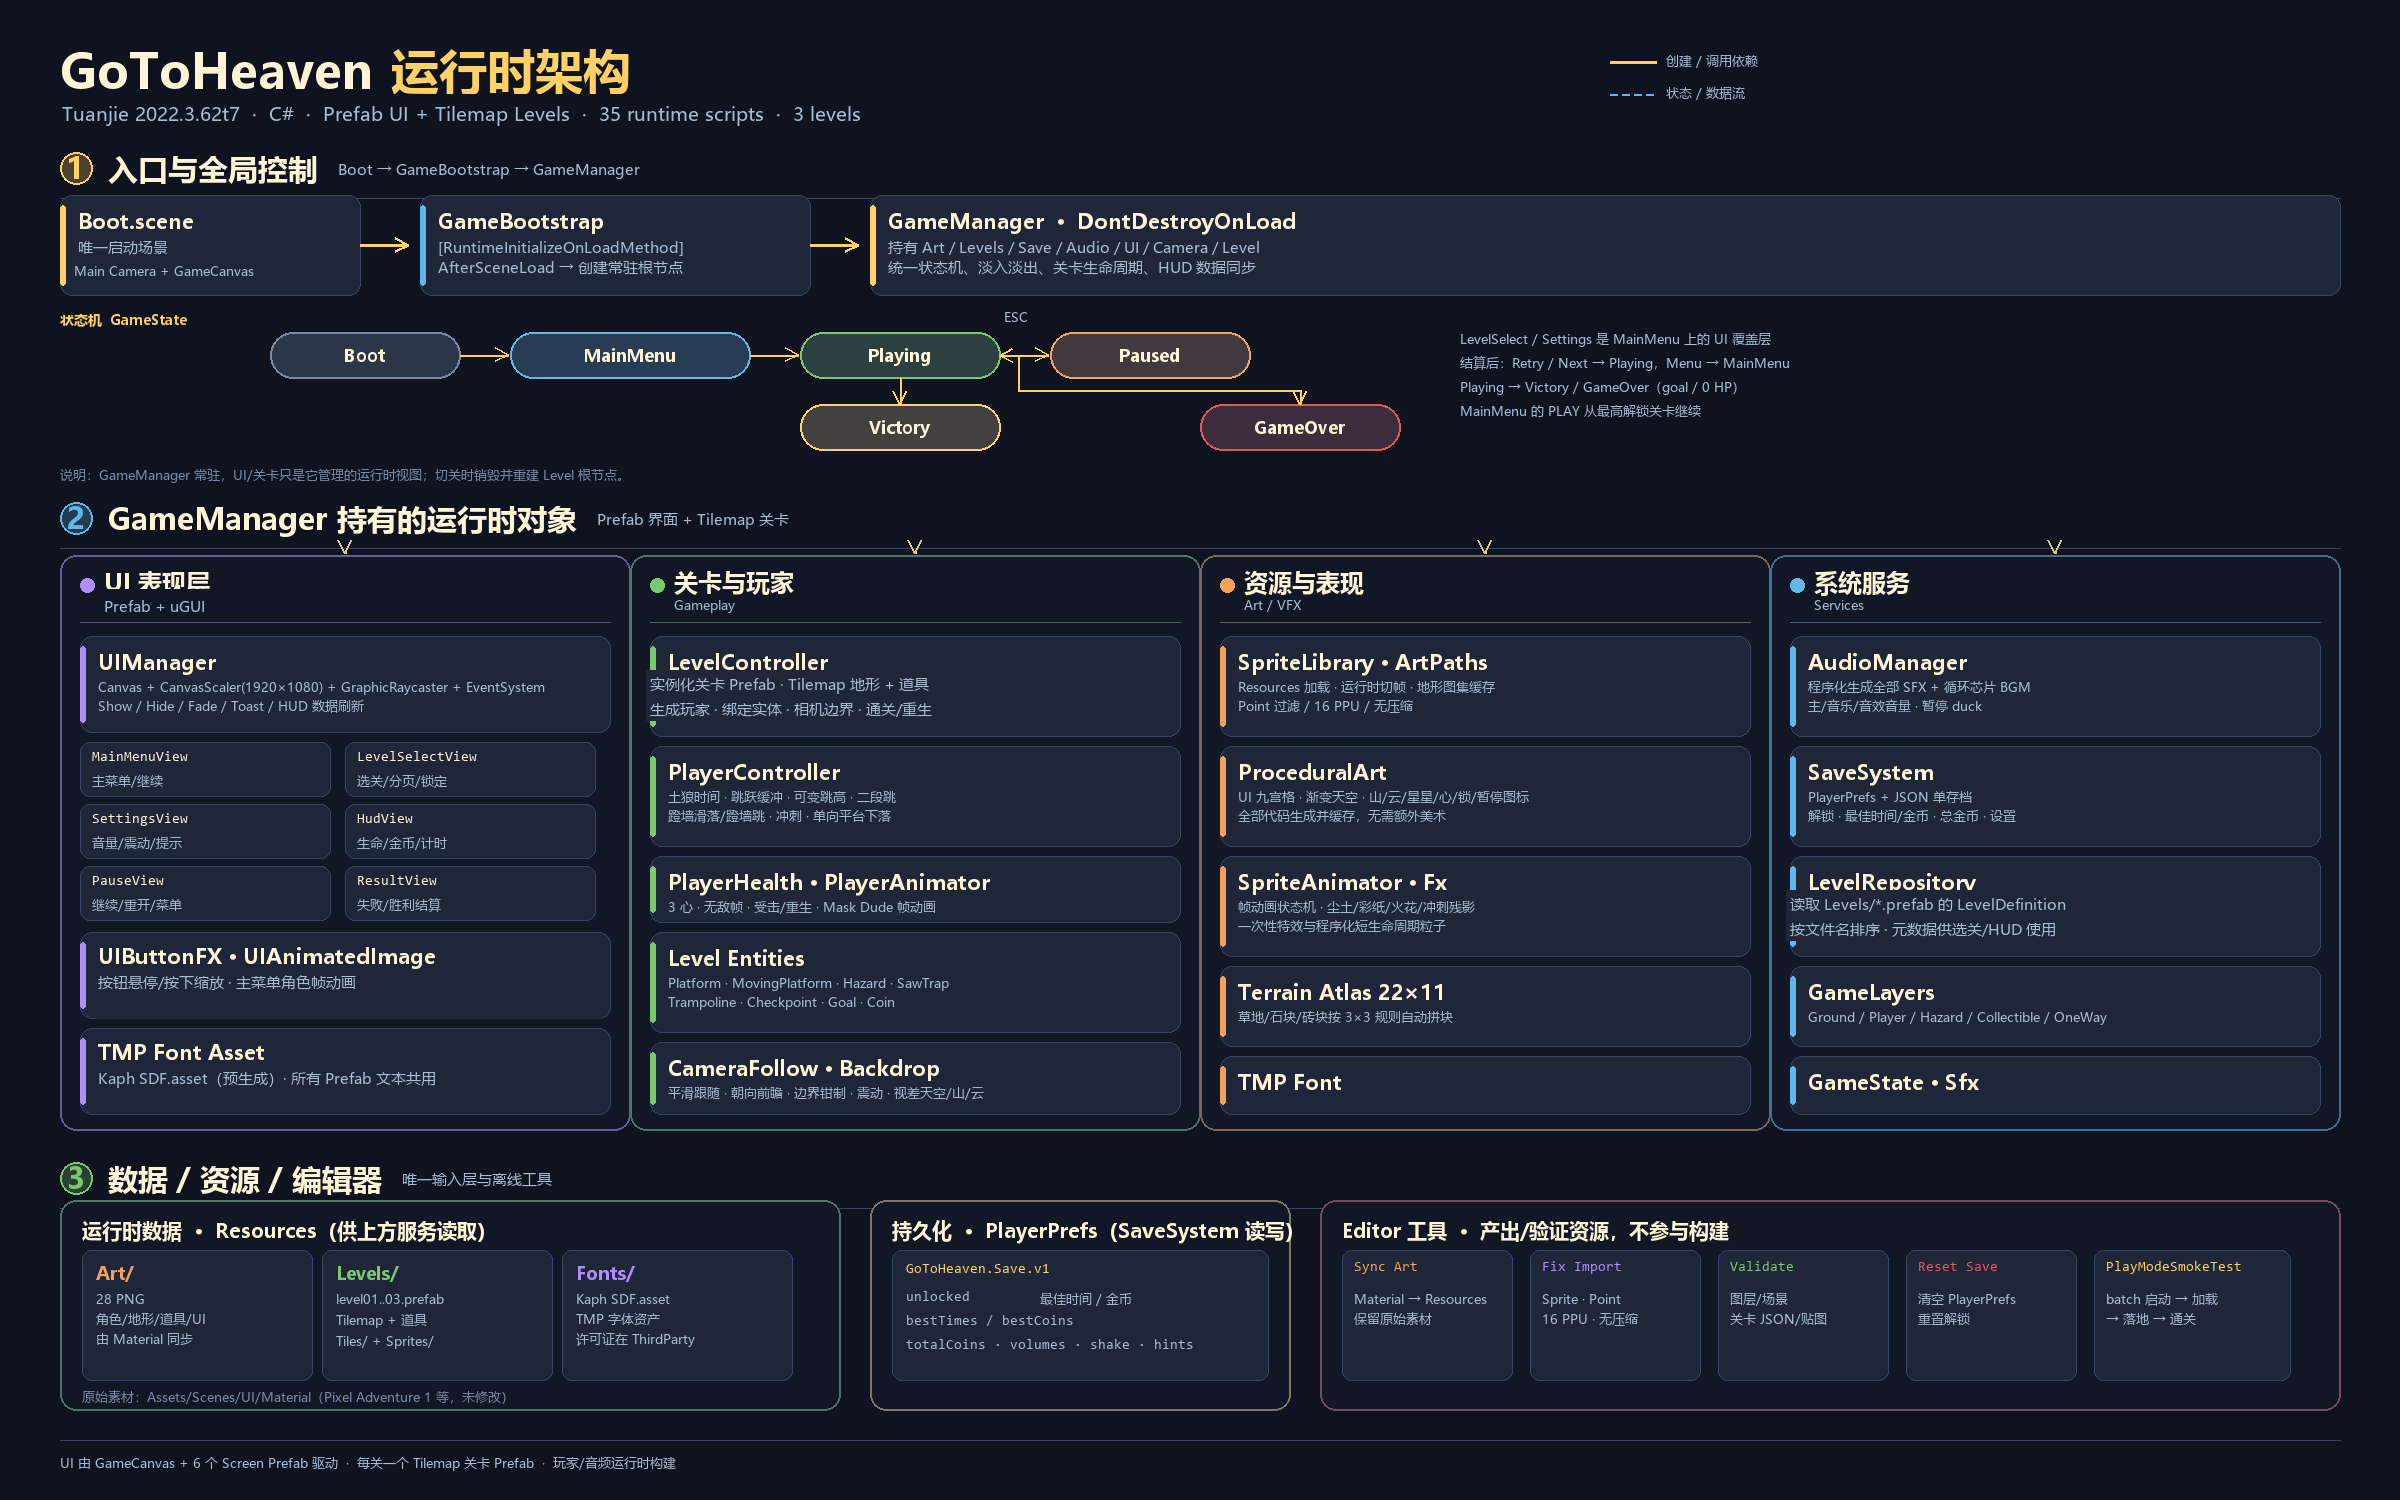 GoToHeaven 运行时架构
Tuanjie 2022.3.62t7 · C# · Prefab UI + Tilemap Levels · 35 runtime scripts · 3 levels
创建 / 调用依赖
状态 / 数据流
1 入口与全局控制 Boot → GameBootstrap → GameManager
Boot.scene
唯一启动场景
Main Camera + GameCanvas
GameBootstrap
[RuntimeInitializeOnLoadMethod]
AfterSceneLoad → 创建常驻根节点
GameManager • DontDestroyOnLoad
持有 Art / Levels / Save / Audio / UI / Camera / Level
统一状态机、淡入淡出、关卡生命周期、HUD 数据同步
状态机 GameState
ESC
Boot
MainMenu
Playing
Paused
Victory
GameOver
LevelSelect / Settings 是 MainMenu 上的 UI 覆盖层
结算后：Retry / Next → Playing，Menu → MainMenu
Playing → Victory / GameOver（goal / 0 HP）
MainMenu 的 PLAY 从最高解锁关卡继续
说明：GameManager 常驻，UI/关卡只是它管理的运行时视图；切关时销毁并重建 Level 根节点。
2 GameManager 持有的运行时对象 Prefab 界面 + Tilemap 关卡
UI 表现层
Prefab + uGUI
UIManager
Canvas + CanvasScaler(1920×1080) + GraphicRaycaster + EventSystem
Show / Hide / Fade / Toast / HUD 数据刷新
MainMenuView
主菜单/继续
LevelSelectView
选关/分页/锁定
SettingsView
音量/震动/提示
HudView
生命/金币/计时
PauseView
继续/重开/菜单
ResultView
失败/胜利结算
UIButtonFX • UIAnimatedImage
按钮悬停/按下缩放 · 主菜单角色帧动画
TMP Font Asset
Kaph SDF.asset（预生成）· 所有 Prefab 文本共用
关卡与玩家
Gameplay
LevelController
实例化关卡 Prefab · Tilemap 地形 + 道具
生成玩家 · 绑定实体 · 相机边界 · 通关/重生
PlayerController
土狼时间 · 跳跃缓冲 · 可变跳高 · 二段跳
蹬墙滑落/蹬墙跳 · 冲刺 · 单向平台下落
PlayerHealth • PlayerAnimator
3 心 · 无敌帧 · 受击/重生 · Mask Dude 帧动画
Level Entities
Platform · MovingPlatform · Hazard · SawTrap
Trampoline · Checkpoint · Goal · Coin
CameraFollow • Backdrop
平滑跟随 · 朝向前瞻 · 边界钳制 · 震动 · 视差天空/山/云
资源与表现
Art / VFX
SpriteLibrary • ArtPaths
Resources 加载 · 运行时切帧 · 地形图集缓存
Point 过滤 / 16 PPU / 无压缩
ProceduralArt
UI 九宫格 · 渐变天空 · 山/云/星星/心/锁/暂停图标
全部代码生成并缓存，无需额外美术
SpriteAnimator • Fx
帧动画状态机 · 尘土/彩纸/火花/冲刺残影
一次性特效与程序化短生命周期粒子
Terrain Atlas 22×11
草地/石块/砖块按 3×3 规则自动拼块
TMP Font
系统服务
Services
AudioManager
程序化生成全部 SFX + 循环芯片 BGM
主/音乐/音效音量 · 暂停 duck
SaveSystem
PlayerPrefs + JSON 单存档
解锁 · 最佳时间/金币 · 总金币 · 设置
LevelRepository
读取 Levels/*.prefab 的 LevelDefinition
按文件名排序 · 元数据供选关/HUD 使用
GameLayers
Ground / Player / Hazard / Collectible / OneWay
GameState • Sfx
3 数据 / 资源 / 编辑器 唯一输入层与离线工具
运行时数据 • Resources（供上方服务读取）
Art/
28 PNG
角色/地形/道具/UI
由 Material 同步
Levels/
level01..03.prefab
Tilemap + 道具
Tiles/ + Sprites/
Fonts/
Kaph SDF.asset
TMP 字体资产
许可证在 ThirdParty
原始素材：Assets/Scenes/UI/Material（Pixel Adventure 1 等，未修改）
持久化 • PlayerPrefs（SaveSystem 读写）
GoToHeaven.Save.v1
unlocked 最佳时间 / 金币
bestTimes / bestCoins
totalCoins · volumes · shake · hints
Editor 工具 • 产出/验证资源，不参与构建
Sync Art
Material → Resources
保留原始素材
Fix Import
Sprite · Point
16 PPU · 无压缩
Validate
图层/场景
关卡 JSON/贴图
Reset Save
清空 PlayerPrefs
重置解锁
PlayModeSmokeTest
batch 启动 → 加载
→ 落地 → 通关
UI 由 GameCanvas + 6 个 Screen Prefab 驱动 · 每关一个 Tilemap 关卡 Prefab · 玩家/音频运行时构建